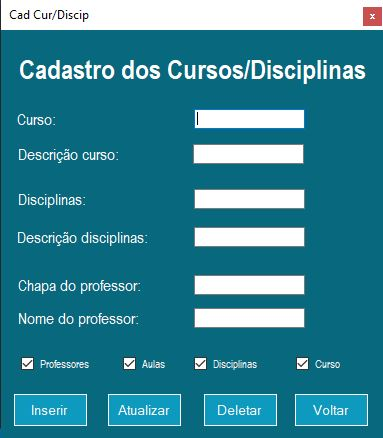 Cad Cur/Discip
x
Cadastro dos Cursos/Disciplinas
Curso:
Descrição curso:
Disciplinas:
Descrição disciplinas:
Chapa do professor:
Nome do professor:
Professores Aulas Disciplinas Curso
Inserir Atualizar Deletar Voltar